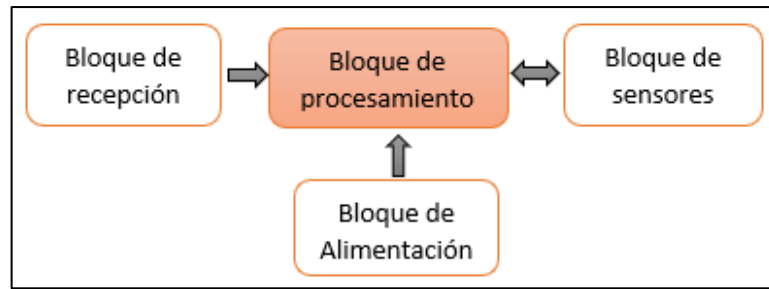 Bloque de
recepción
Bloque de
procesamiento
Bloque de
sensores
Bloque de
Alimentación